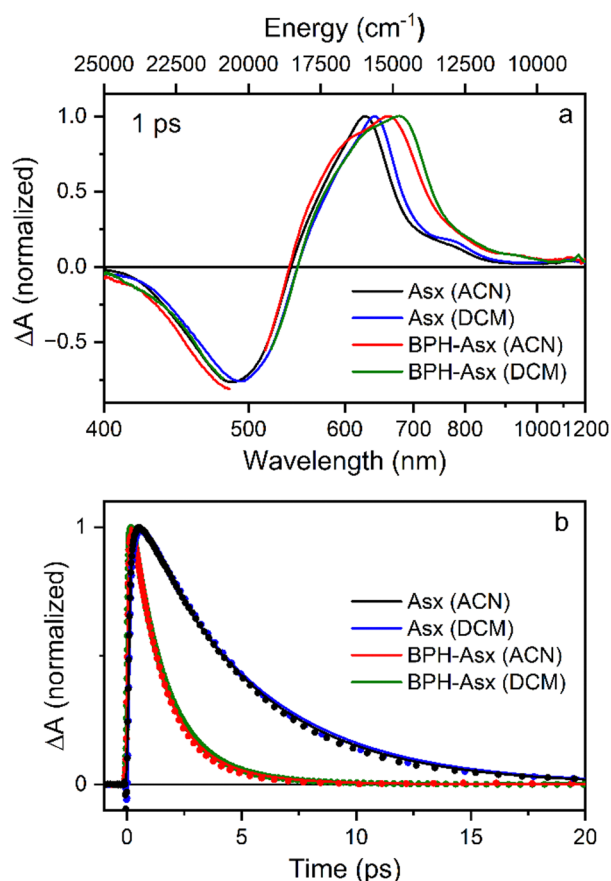 Energy (cm⁻¹)
25000 22500 20000 17500 15000 12500 10000
1 ps
a
1.0
0.5
0.0
−0.5
ΔA (normalized)
Asx (ACN)
Asx (DCM)
BPH-Asx (ACN)
BPH-Asx (DCM)
400 500 600 700 800 1000 1200
Wavelength (nm)
b
1
0
ΔA (normalized)
Asx (ACN)
Asx (DCM)
BPH-Asx (ACN)
BPH-Asx (DCM)
0 5 10 15 20
Time (ps)